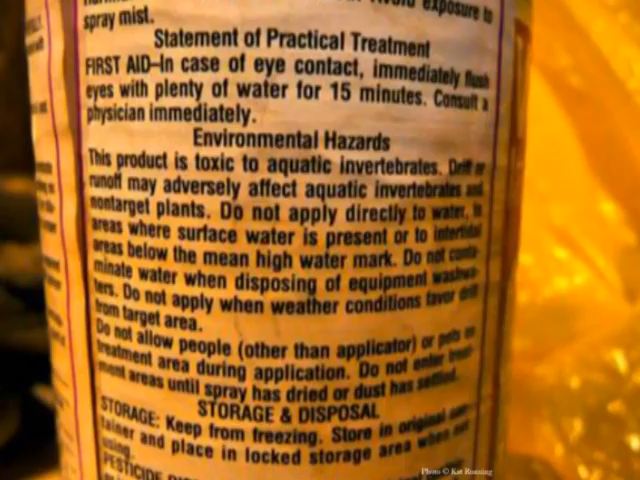 exposure to
spray mist.
Statement of Practical Treatment
FIRST AID–In case of eye contact, immediately flush
eyes with plenty of water for 15 minutes. Consult a
physician immediately.
Environmental Hazards
This product is toxic to aquatic invertebrates. Drift or
runoff may adversely affect aquatic invertebrates and
nontarget plants. Do not apply directly to water, to
areas where surface water is present or to intertidal
areas below the mean high water mark. Do not conta-
minate water when disposing of equipment washwa-
ters. Do not apply when weather conditions favor drift
from target area.
Do not allow people (other than applicator) or pets on
treatment area during application. Do not enter treat-
ment areas until spray has dried or dust has settled.
STORAGE & DISPOSAL
STORAGE: Keep from freezing. Store in original con-
tainer and place in locked storage area when not
using.
PESTICIDE
Photo © Kat Running